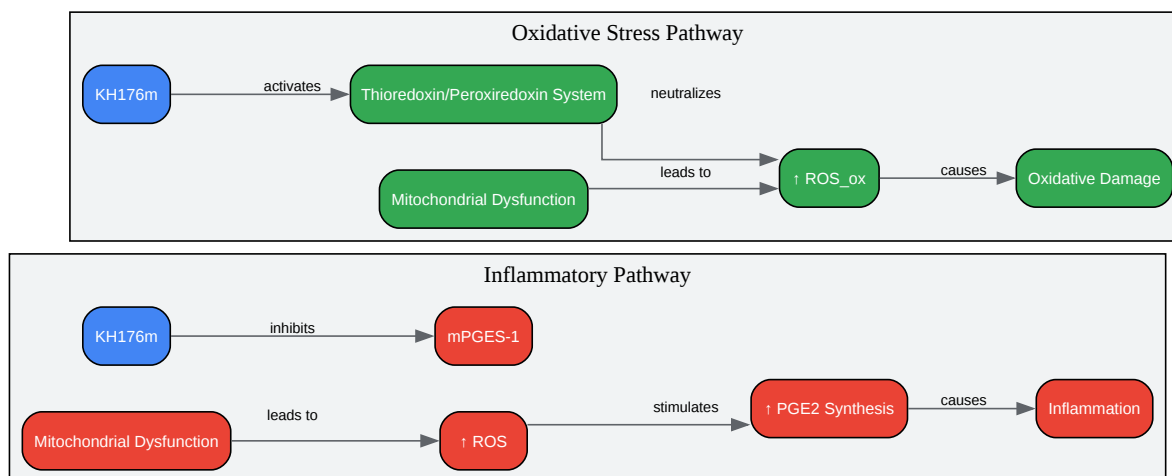 Oxidative Stress Pathway
KH176m
activates
Thioredoxin/Peroxiredoxin System
neutralizes
Mitochondrial Dysfunction
leads to
↑ ROS_ox
causes
Oxidative Damage
Inflammatory Pathway
KH176m
inhibits
mPGES-1
Mitochondrial Dysfunction
leads to
↑ ROS
stimulates
↑ PGE2 Synthesis
causes
Inflammation